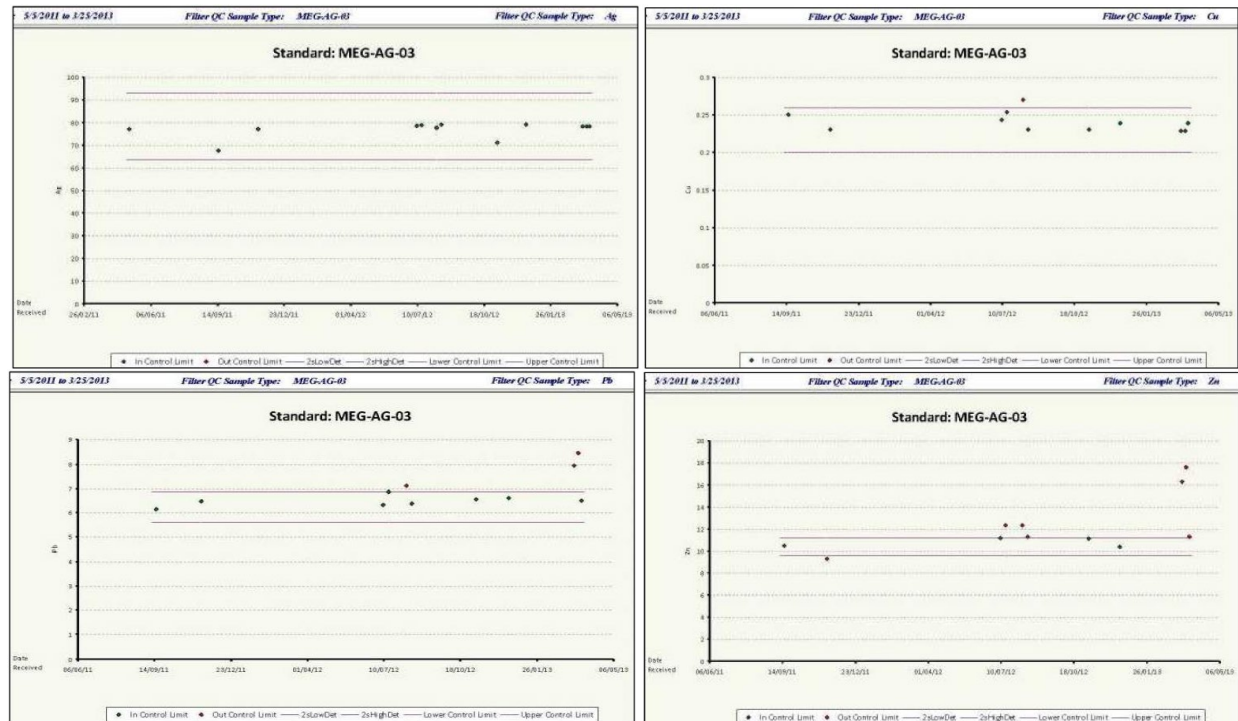 5/5/2011 to 3/25/2013 Filter QC Sample Type: MEG-AG-03 Filter QC Sample Type: Ag
Standard: MEG-AG-03
100
90
80
70
60
50
40
30
20
10
0
Ag
Date
Received
26/02/11 06/06/11 14/09/11 23/12/11 01/04/12 10/07/12 18/10/12 26/01/13 06/05/13
In Control Limit Out Control Limit 2sLowDet 2sHighDet Lower Control Limit Upper Control Limit
5/5/2011 to 3/25/2013 Filter QC Sample Type: MEG-AG-03 Filter QC Sample Type: Cu
Standard: MEG-AG-03
0.3
0.25
0.2
0.15
0.1
0.05
0
Cu
Date
Received
06/06/11 14/09/11 23/12/11 01/04/12 10/07/12 18/10/12 26/01/13 06/05/13
In Control Limit Out Control Limit 2sLowDet 2sHighDet Lower Control Limit Upper Control Limit
5/5/2011 to 3/25/2013 Filter QC Sample Type: MEG-AG-03 Filter QC Sample Type: Pb
Standard: MEG-AG-03
9
8
7
6
5
4
3
2
1
0
Pb
Date
Received
06/06/11 14/09/11 23/12/11 01/04/12 10/07/12 18/10/12 26/01/13 06/05/13
In Control Limit Out Control Limit 2sLowDet 2sHighDet Lower Control Limit Upper Control Limit
5/5/2011 to 3/25/2013 Filter QC Sample Type: MEG-AG-03 Filter QC Sample Type: Zn
Standard: MEG-AG-03
20
18
16
14
12
10
8
6
4
2
0
Zn
Date
Received
06/06/11 14/09/11 23/12/11 01/04/12 10/07/12 18/10/12 26/01/13 06/05/13
In Control Limit Out Control Limit 2sLowDet 2sHighDet Lower Control Limit Upper Control Limit